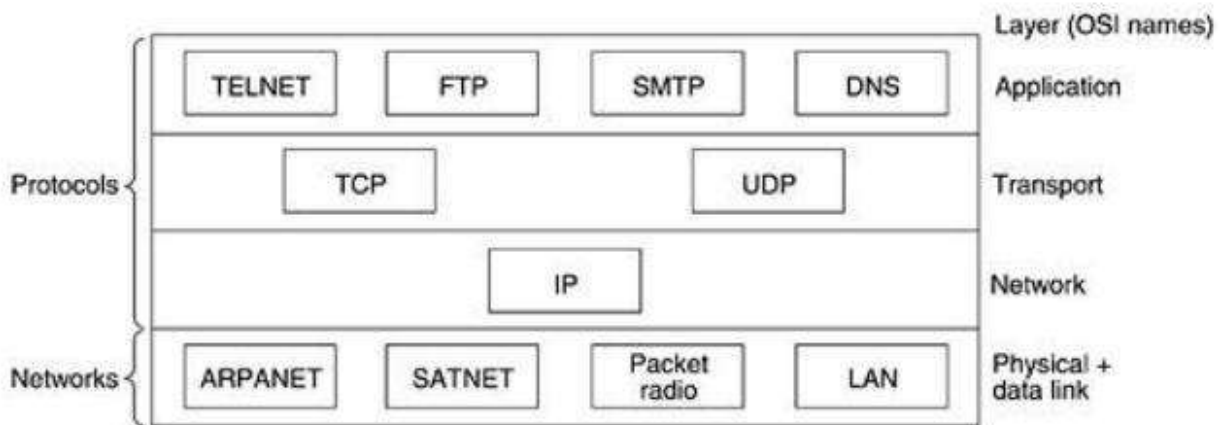 Layer (OSI names)
TELNET FTP SMTP DNS Application
Protocols TCP UDP Transport
IP Network
Networks ARPANET SATNET Packet radio LAN Physical + data link